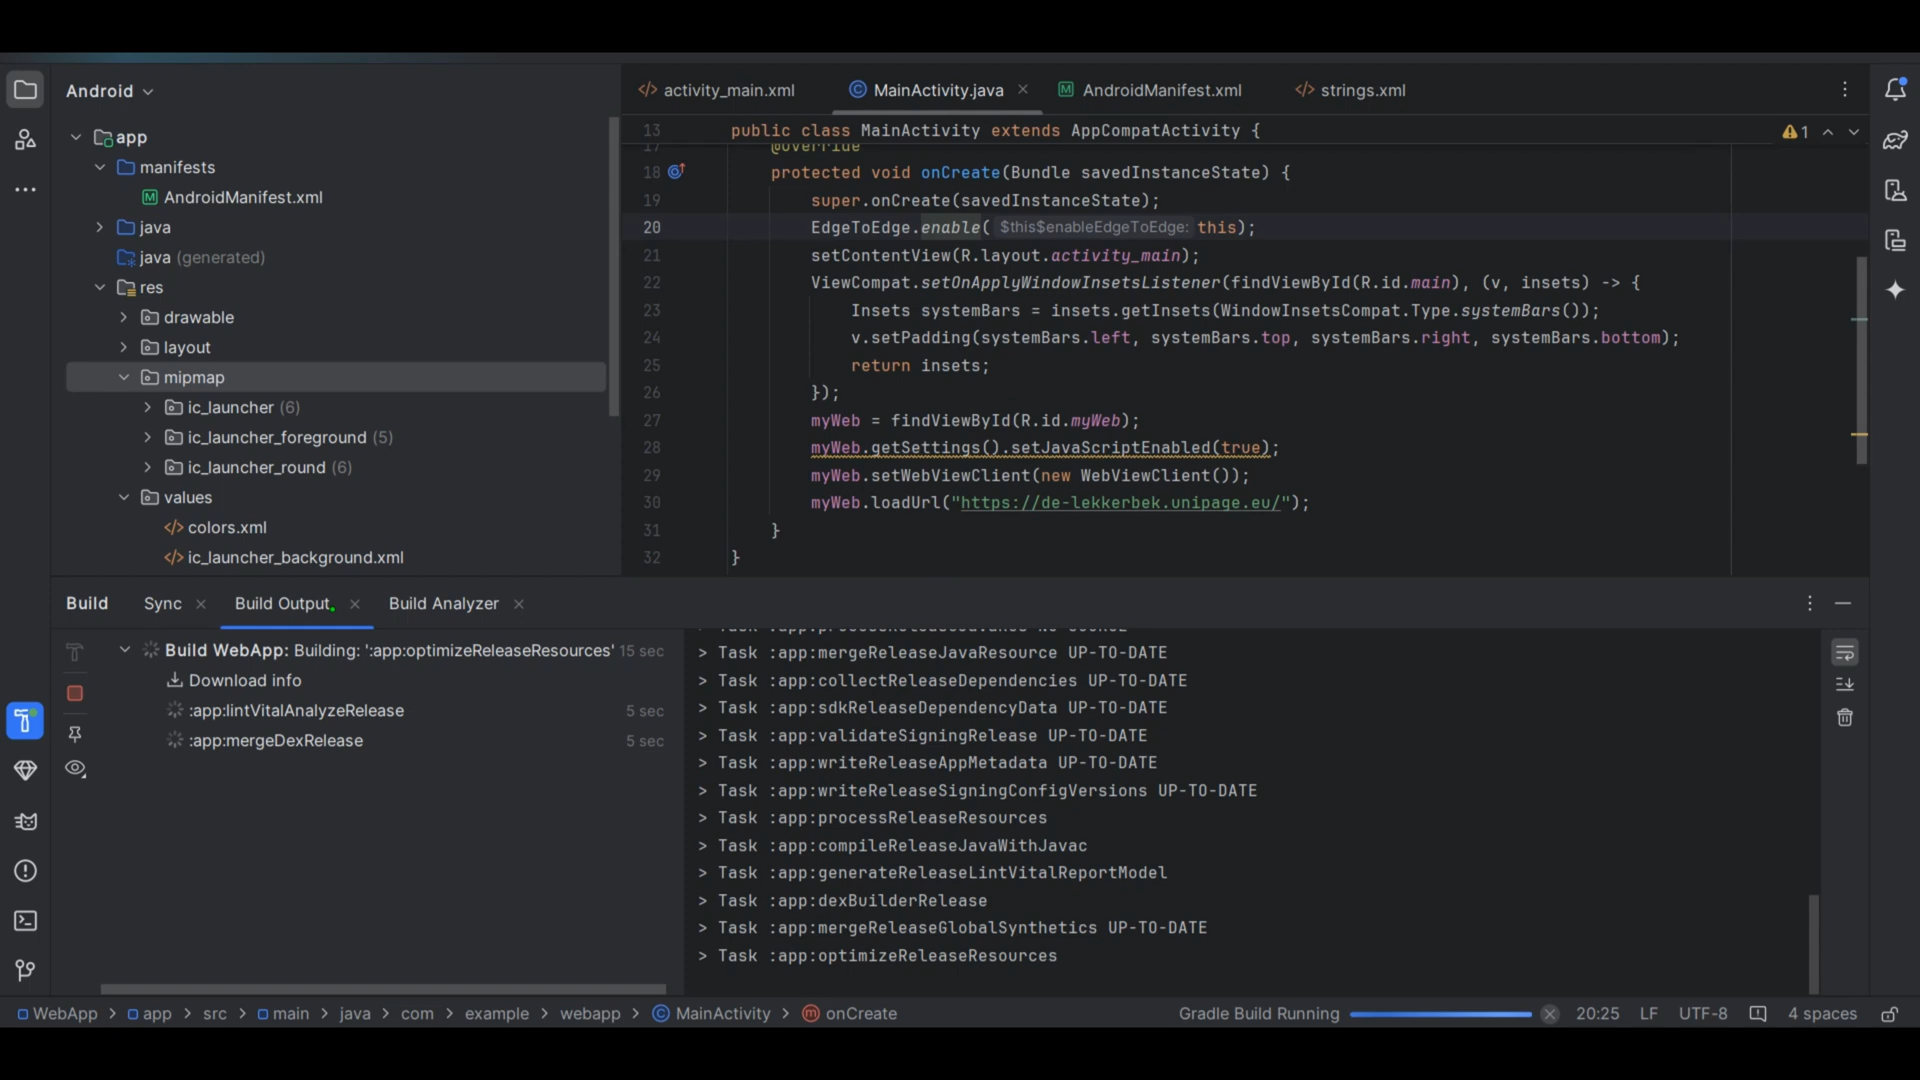 Android
app
manifests
AndroidManifest.xml
java
java (generated)
res
drawable
layout
mipmap
ic_launcher (6)
ic_launcher_foreground (5)
ic_launcher_round (6)
values
colors.xml
ic_launcher_background.xml
activity_main.xml
MainActivity.java
AndroidManifest.xml
strings.xml
13 public class MainActivity extends AppCompatActivity {
1
17 @Override
18 protected void onCreate(Bundle savedInstanceState) {
19 super.onCreate(savedInstanceState);
20 EdgeToEdge.enable( $this$enableEdgeToEdge: this);
21 setContentView(R.layout.activity_main);
22 ViewCompat.setOnApplyWindowInsetsListener(findViewById(R.id.main), (v, insets) -> {
23 Insets systemBars = insets.getInsets(WindowInsetsCompat.Type.systemBars());
24 v.setPadding(systemBars.left, systemBars.top, systemBars.right, systemBars.bottom);
25 return insets;
26 });
27 myWeb = findViewById(R.id.myWeb);
28 myWeb.getSettings().setJavaScriptEnabled(true);
29 myWeb.setWebViewClient(new WebViewClient());
30 myWeb.loadUrl("https://de-lekkerbek.unipage.eu/");
31 }
32 }
Build
Sync
Build Output
Build Analyzer
Build WebApp: Building: ':app:optimizeReleaseResources' 15 sec
Download info
:app:lintVitalAnalyzeRelease 5 sec
:app:mergeDexRelease 5 sec
> Task :app:mergeReleaseJavaResource UP-TO-DATE
> Task :app:collectReleaseDependencies UP-TO-DATE
> Task :app:sdkReleaseDependencyData UP-TO-DATE
> Task :app:validateSigningRelease UP-TO-DATE
> Task :app:writeReleaseAppMetadata UP-TO-DATE
> Task :app:writeReleaseSigningConfigVersions UP-TO-DATE
> Task :app:processReleaseResources
> Task :app:compileReleaseJavaWithJavac
> Task :app:generateReleaseLintVitalReportModel
> Task :app:dexBuilderRelease
> Task :app:mergeReleaseGlobalSynthetics UP-TO-DATE
> Task :app:optimizeReleaseResources
WebApp > app > src > main > java > com > example > webapp > MainActivity > onCreate
Gradle Build Running
20:25 LF UTF-8 4 spaces